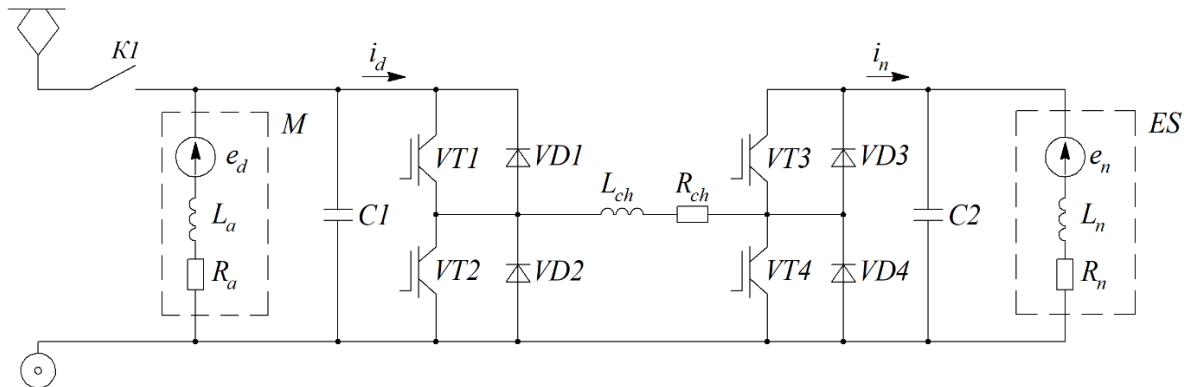 K1
i_d
i_n
M
ES
e_d
VT1
VD1
VT3
VD3
e_n
L_ch
R_ch
L_a
C1
C2
L_n
R_a
VT2
VD2
VT4
VD4
R_n